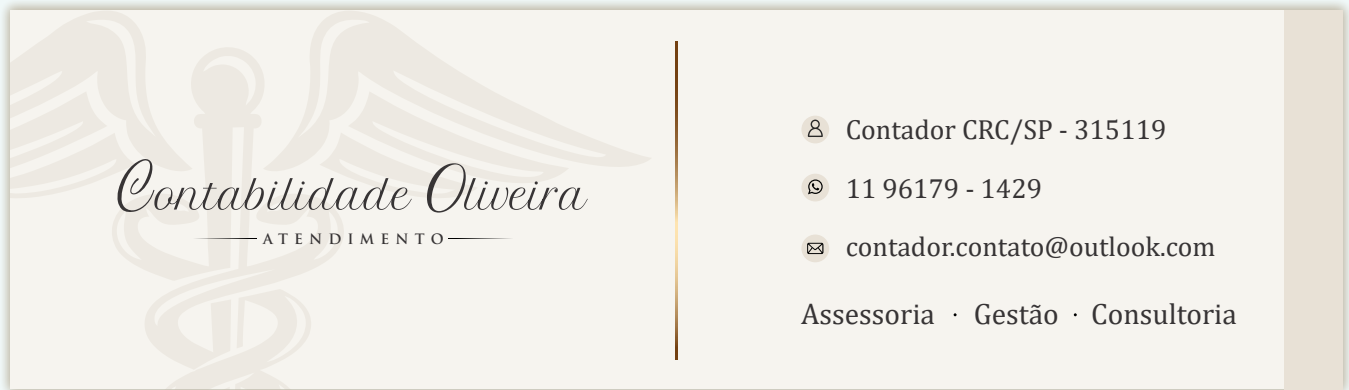 Contabilidade Oliveira
ATENDIMENTO
Contador CRC/SP - 315119
11 96179 - 1429
contador.contato@outlook.com
Assessoria · Gestão · Consultoria